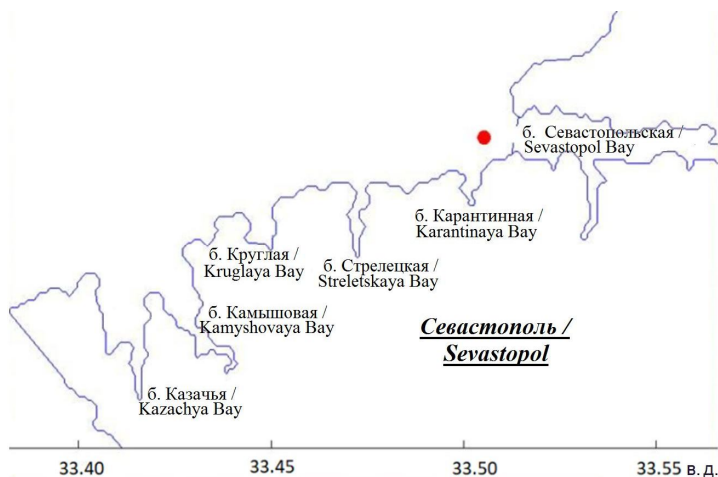 б. Севастопольская /
Sevastopol Bay
б. Карантинная /
Karantinaya Bay
б. Круглая /
Kruglaya Bay
б. Стрелецкая /
Streletskaya Bay
б. Камышовая /
Kamyshovaya Bay
Севастополь /
Sevastopol
б. Казачья /
Kazachya Bay
33.40 33.45 33.50 33.55 в.д.